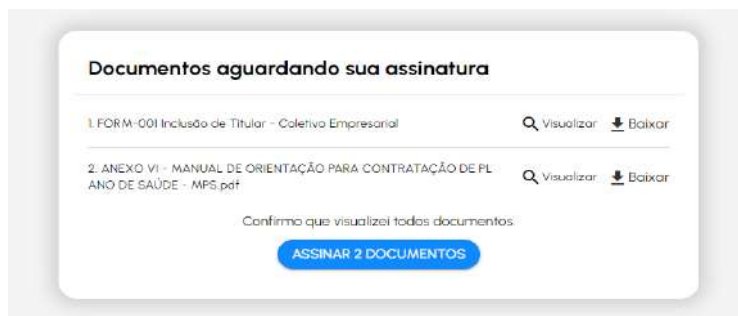 Documentos aguardando sua assinatura
1. FORM-001 Inclusão de Titular - Coletivo Empresarial Visualizar Baixar
2. ANEXO VI - MANUAL DE ORIENTAÇÃO PARA CONTRATAÇÃO DE PL
ANO DE SAÚDE - MPS.pdf Visualizar Baixar
Confirmo que visualizei todos documentos.
ASSINAR 2 DOCUMENTOS